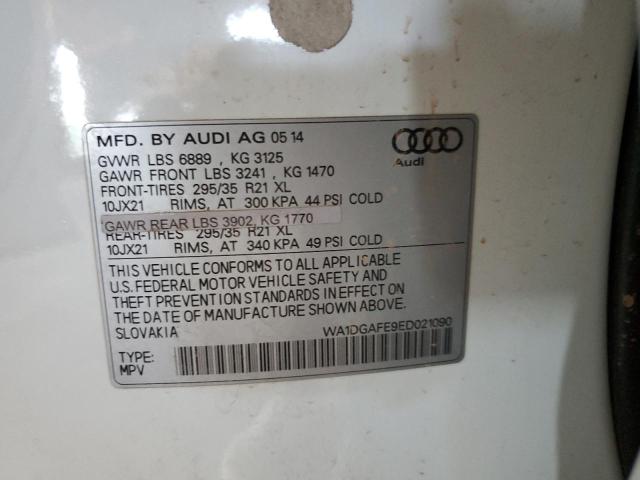 MFD. BY AUDI AG 05 14
Audi
GVWR LBS 6889 , KG 3125
GAWR FRONT LBS 3241 , KG 1470
FRONT-TIRES 295/35 R21 XL
10JX21 RIMS, AT 300 KPA 44 PSI COLD
GAWR REAR LBS 3902, KG 1770
REAR-TIRES 295/35 R21 XL
10JX21 RIMS, AT 340 KPA 49 PSI COLD
THIS VEHICLE CONFORMS TO ALL APPLICABLE
U.S. FEDERAL MOTOR VEHICLE SAFETY AND
THEFT PREVENTION STANDARDS IN EFFECT ON
THE DATE OF MANUFACTURE SHOWN ABOVE.
SLOVAKIA WA1DGAFE9ED021090
TYPE:
MPV